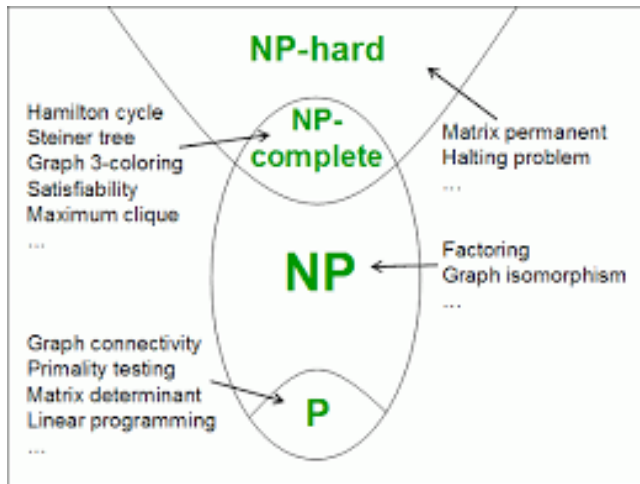 NP-hard
Hamilton cycle
Steiner tree
Graph 3-coloring
Satisfiability
Maximum clique
...
NP-
complete
Matrix permanent
Halting problem
...
NP
Factoring
Graph isomorphism
...
Graph connectivity
Primality testing
Matrix determinant
Linear programming
...
P